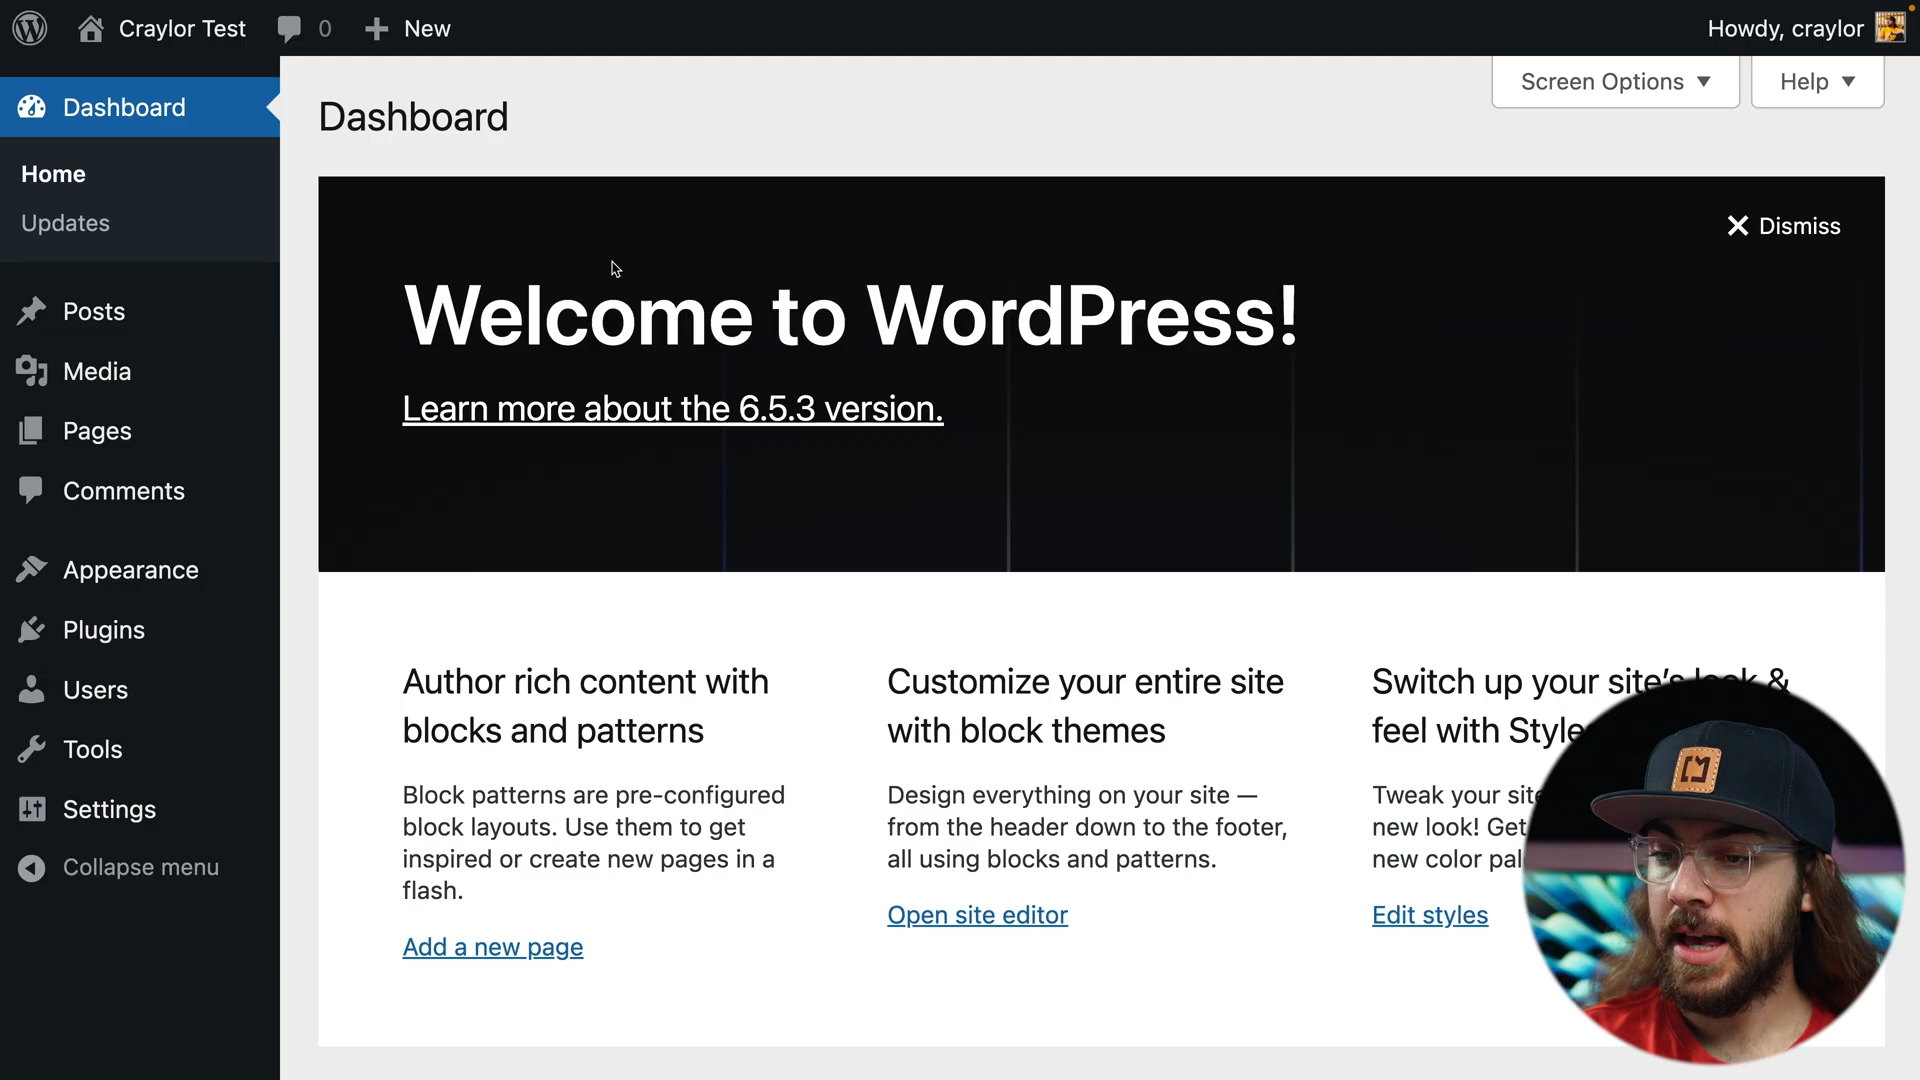 Craylor Test 0 New Howdy, craylor
Dashboard
Home
Updates
Posts
Media
Pages
Comments
Appearance
Plugins
Users
Tools
Settings
Collapse menu
Screen Options ▼ Help ▼
Dashboard
Dismiss
Welcome to WordPress!
Learn more about the 6.5.3 version.
Author rich content with
blocks and patterns
Block patterns are pre-configured
block layouts. Use them to get
inspired or create new pages in a
flash.
Add a new page
Customize your entire site
with block themes
Design everything on your site —
from the header down to the footer,
all using blocks and patterns.
Open site editor
Switch up your site's look &
feel with Style
Tweak your site
new look! Get
new color pal
Edit styles